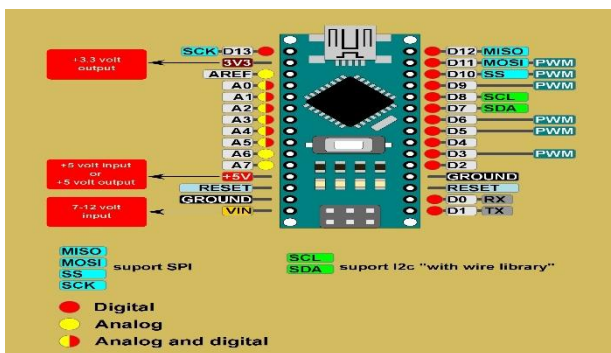 +3.3 volt
output
+5 volt input
or
+5 volt output
7-12 volt
input
SCK D13
3V3
AREF
A0
A1
A2
A3
A4
A5
A6
A7
+5V
RESET
GROUND
VIN
D12 MISO
D11 MOSI PWM
D10 SS PWM
D9 PWM
D8 SCL
D7 SDA
D6 PWM
D5 PWM
D4
D3 PWM
D2
GROUND
RESET
D0 RX
D1 TX
MISO
MOSI
SS
SCK
suport SPI
SCL
SDA
suport I2c "with wire library"
Digital
Analog
Analog and digital